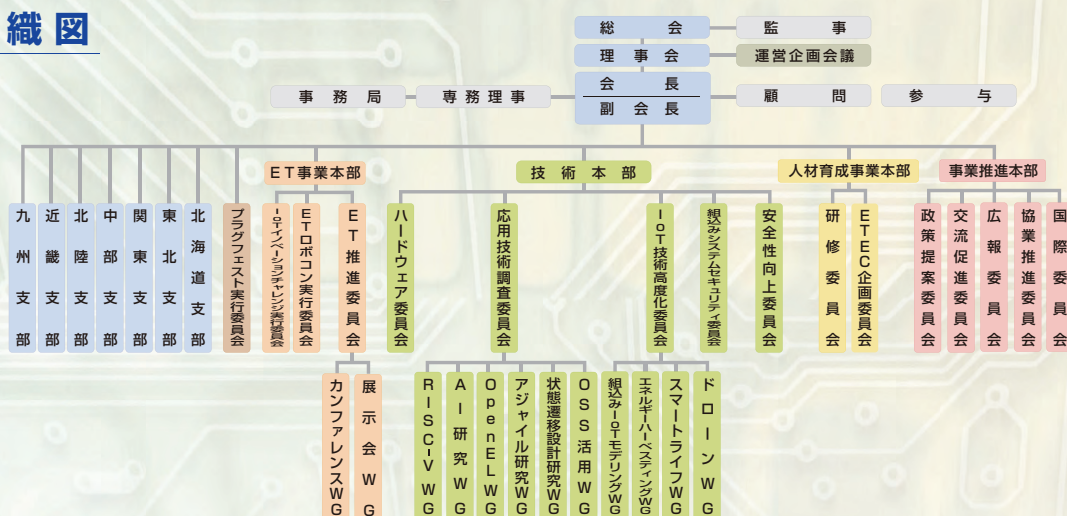 織図
総会
監事
理事会
運営企画会議
会長
副会長
事務局
専務理事
顧問
参与
ET事業本部
技術本部
人材育成事業本部
事業推進本部
九州支部
近畿支部
北陸支部
中部支部
関東支部
東北支部
北海道支部
プラグフェスト実行委員会
IoTイノベーションチャレンジ実行委員会
ETロボコン実行委員会
ET推進委員会
ハードウェア委員会
応用技術調査委員会
IoT技術高度化委員会
組込みシステムセキュリティ委員会
安全性向上委員会
研修委員会
ETEC企画委員会
政策提案委員会
交流促進委員会
広報委員会
協業推進委員会
国際委員会
カンファレンスWG
展示会WG
RISC-V WG
AI研究WG
OpenEL WG
アジャイル研究WG
状態遷移設計研究WG
OSS活用WG
組込みIoTモデリングWG
エネルギーハーベスティングWG
スマートライフWG
ドローンWG